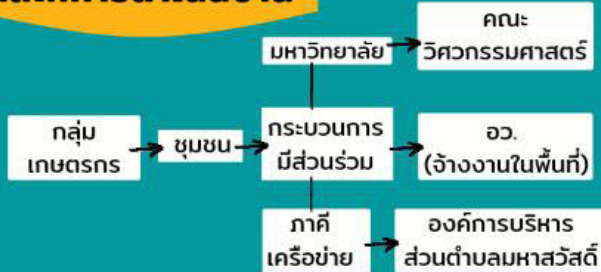 คณะ
วิศวกรรมศาสตร์
มหาวิทยาลัย
กลุ่ม
เกษตรกร
ชุมชน
กระบวนการ
มีส่วนร่วม
อว.
(จ้างงานในพื้นที่)
ภาคี
เครือข่าย
องค์การบริหาร
ส่วนตำบลมหาสวัสดิ์